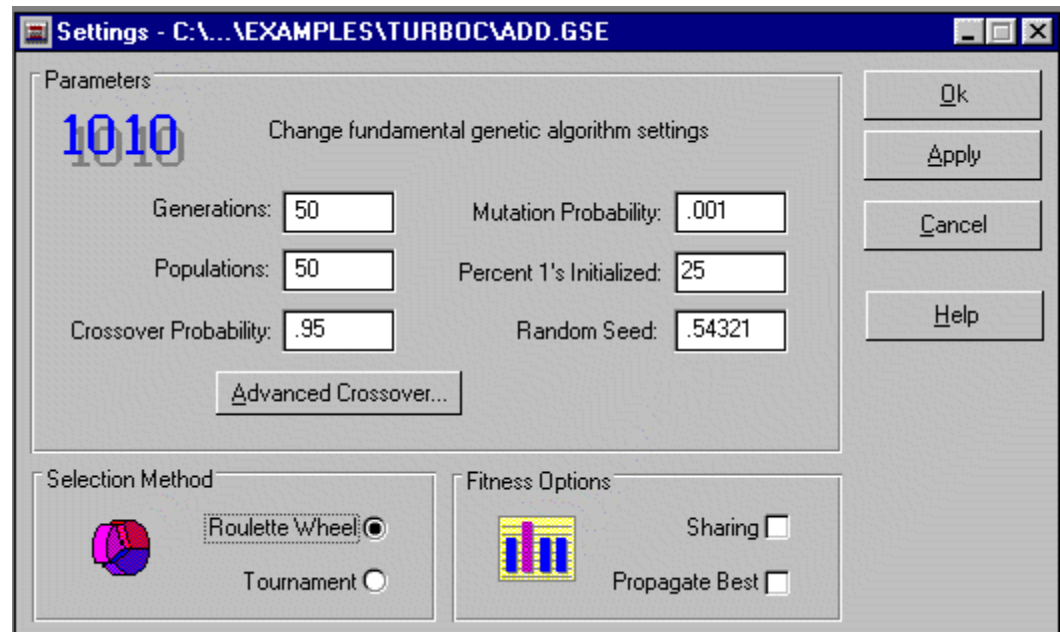 Settings - C:\...\EXAMPLES\TURBOC\ADD.GSE
Parameters
1010
Change fundamental genetic algorithm settings
Generations: 50
Mutation Probability: .001
Populations: 50
Percent 1's Initialized: 25
Crossover Probability: .95
Random Seed: .54321
Advanced Crossover...
Ok
Apply
Cancel
Help
Selection Method
Roulette Wheel
Tournament
Fitness Options
Sharing
Propagate Best